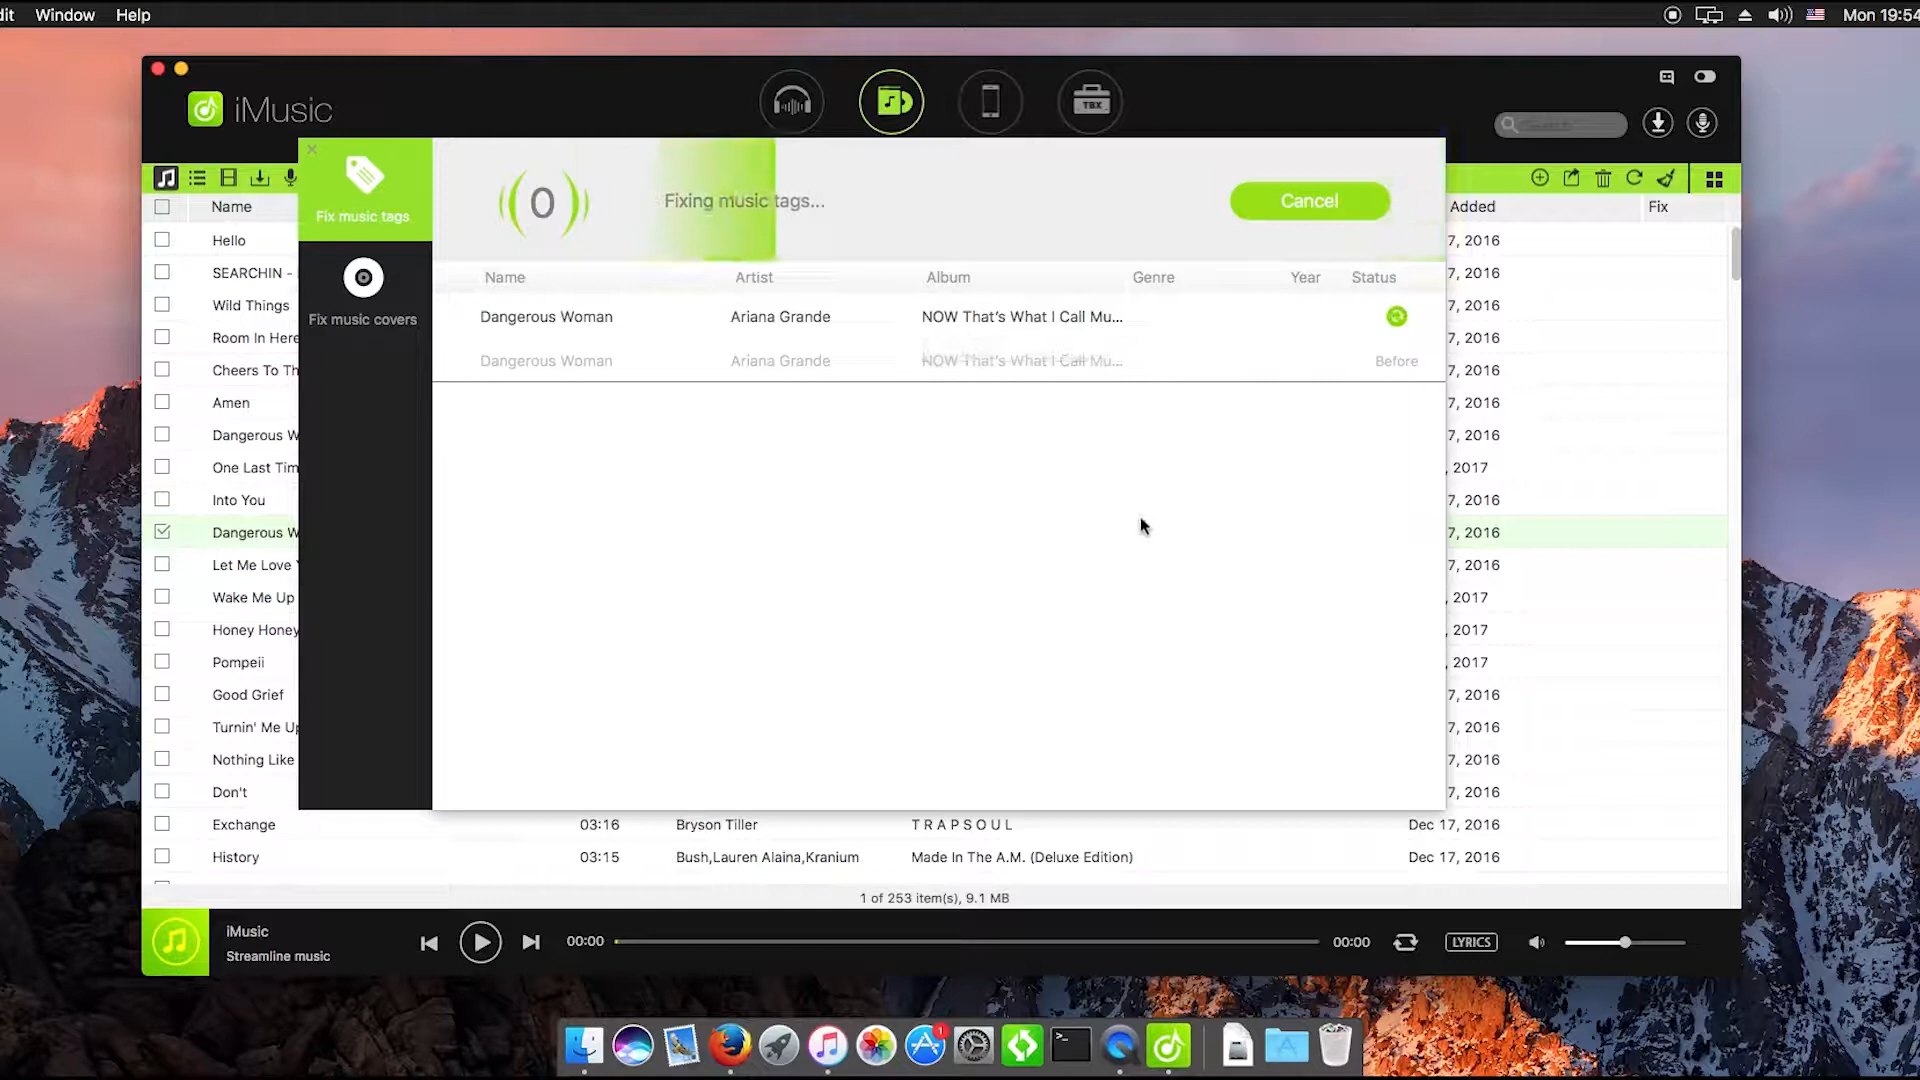 dit Window Help Mon 19:54
iMusic
TBX
Fix music tags
Fix music covers
0 Fixing music tags... Cancel
Name Artist Album Genre Year Status
Dangerous Woman Ariana Grande NOW That's What I Call Mu...
Dangerous Woman Ariana Grande NOW That's What I Call Mu... Before
Name Added Fix
Hello 7, 2016
SEARCHIN - 7, 2016
Wild Things 7, 2016
Room In Here 7, 2016
Cheers To Th 7, 2016
Amen 7, 2016
Dangerous W 7, 2016
One Last Tim , 2017
Into You 7, 2016
Dangerous W 7, 2016
Let Me Love Y 7, 2016
Wake Me Up , 2017
Honey Honey , 2017
Pompeii , 2017
Good Grief 7, 2016
Turnin' Me Up 7, 2016
Nothing Like 7, 2016
Don't 7, 2016
Exchange 03:16 Bryson Tiller T R A P S O U L Dec 17, 2016
History 03:15 Bush,Lauren Alaina,Kranium Made In The A.M. (Deluxe Edition) Dec 17, 2016
1 of 253 item(s), 9.1 MB
iMusic
Streamline music
00:00 00:00 LYRICS
1